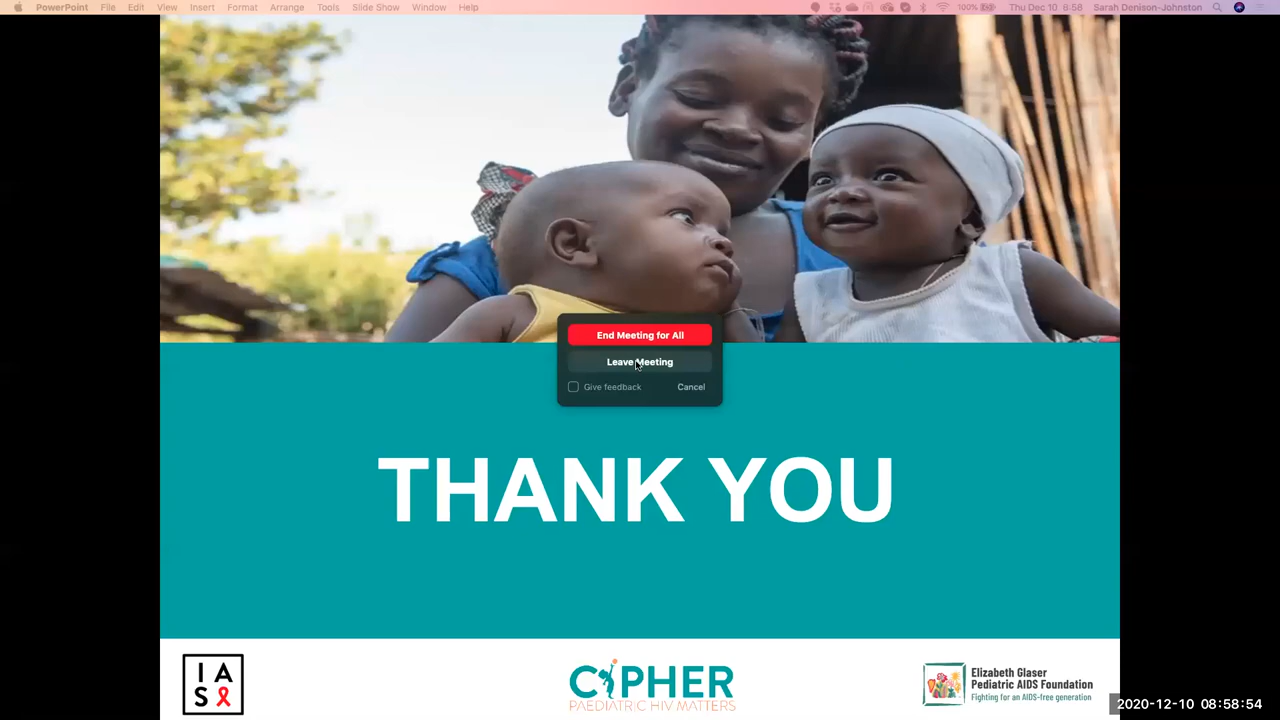 PowerPoint File Edit View Insert Format Arrange Tools Slide Show Window Help 100% Thu Dec 10 8:58 Sarah Denison-Johnston
End Meeting for All
Leave Meeting
Give feedback Cancel
THANK YOU
IAS
CIPHER
PAEDIATRIC HIV MATTERS
Elizabeth Glaser
Pediatric AIDS Foundation
Fighting for an AIDS-free generation
2020-12-10 08:58:54